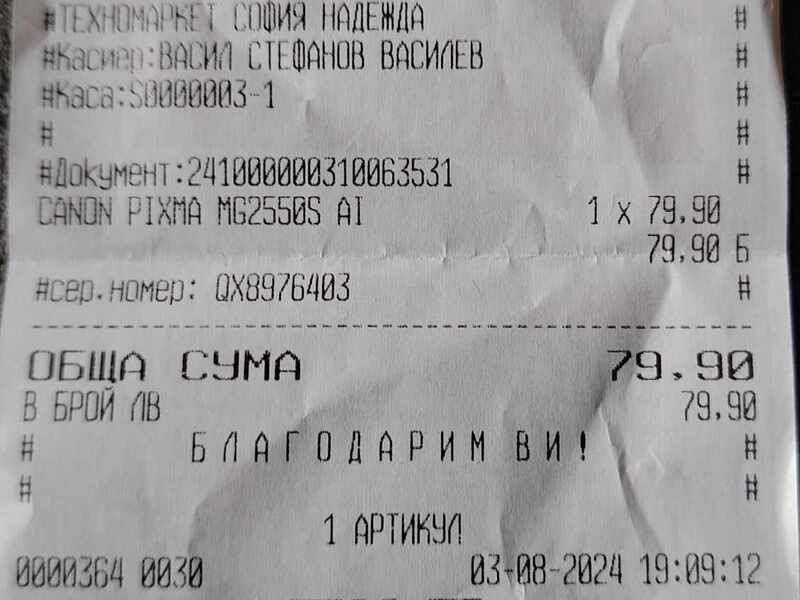 #ТЕХНОМАРКЕТ СОФИЯ НАДЕЖДА #
#Касиер:ВАСИЛ СТЕФАНОВ ВАСИЛЕВ #
#Каса:S0000003-1 #
# #
#Документ:241000000310063531 #
CANON PIXMA MG2550S AI 1 x 79.90
79.90 Б
#сер.номер: QX8976403 #
ОБЩА СУМА 79.90
В БРОЙ ЛВ 79.90
# БЛАГОДАРИМ ВИ! #
# #
1 АРТИКУЛ
0000364 0030 03-08-2024 19:09:12